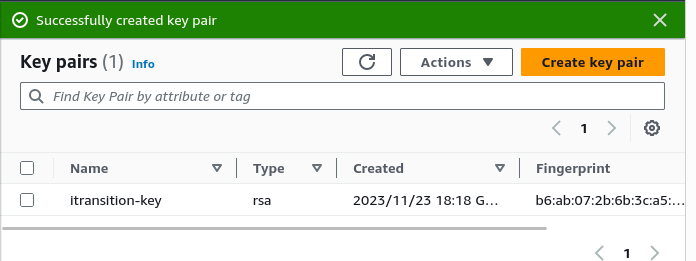 Successfully created key pair
Key pairs (1) Info Actions Create key pair
Find Key Pair by attribute or tag
1
Name Type Created Fingerprint
itransition-key rsa 2023/11/23 18:18 G... b6:ab:07:2b:6b:3c:a5:...
1